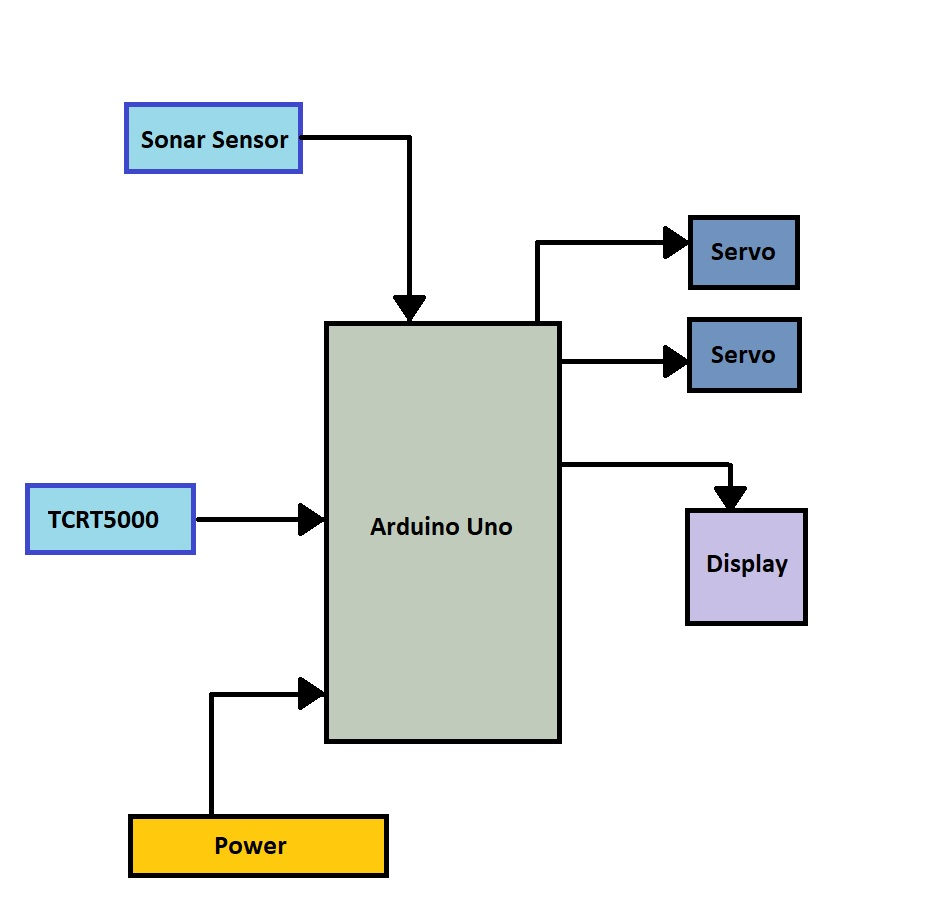 Sonar Sensor
Servo
Servo
TCRT5000
Arduino Uno
Display
Power